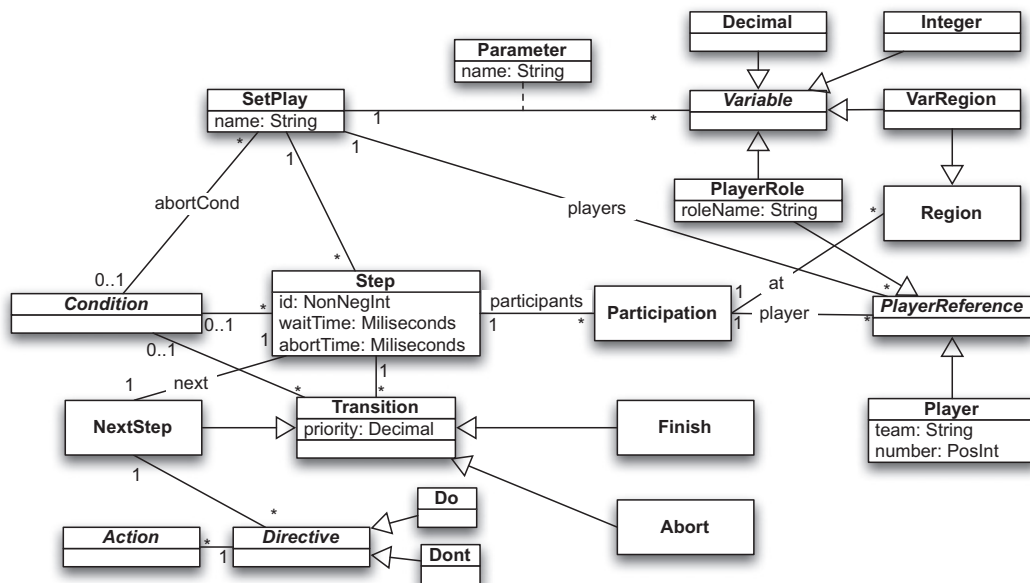 Decimal
Integer
Parameter
name: String
SetPlay
name: String
1
*
Variable
VarRegion
*
1
1
PlayerRole
roleName: String
Region
abortCond
players
*
0..1
*
Step
id: NonNegInt
waitTime: Miliseconds
abortTime: Miliseconds
Condition
*
0..1
participants
1
*
Participation
at
1
player
1
*
*
PlayerReference
0..1
1
next
1
1
*
*
NextStep
Transition
priority: Decimal
Finish
Player
team: String
number: PosInt
1
*
Do
Abort
Action
*
1
Directive
Dont